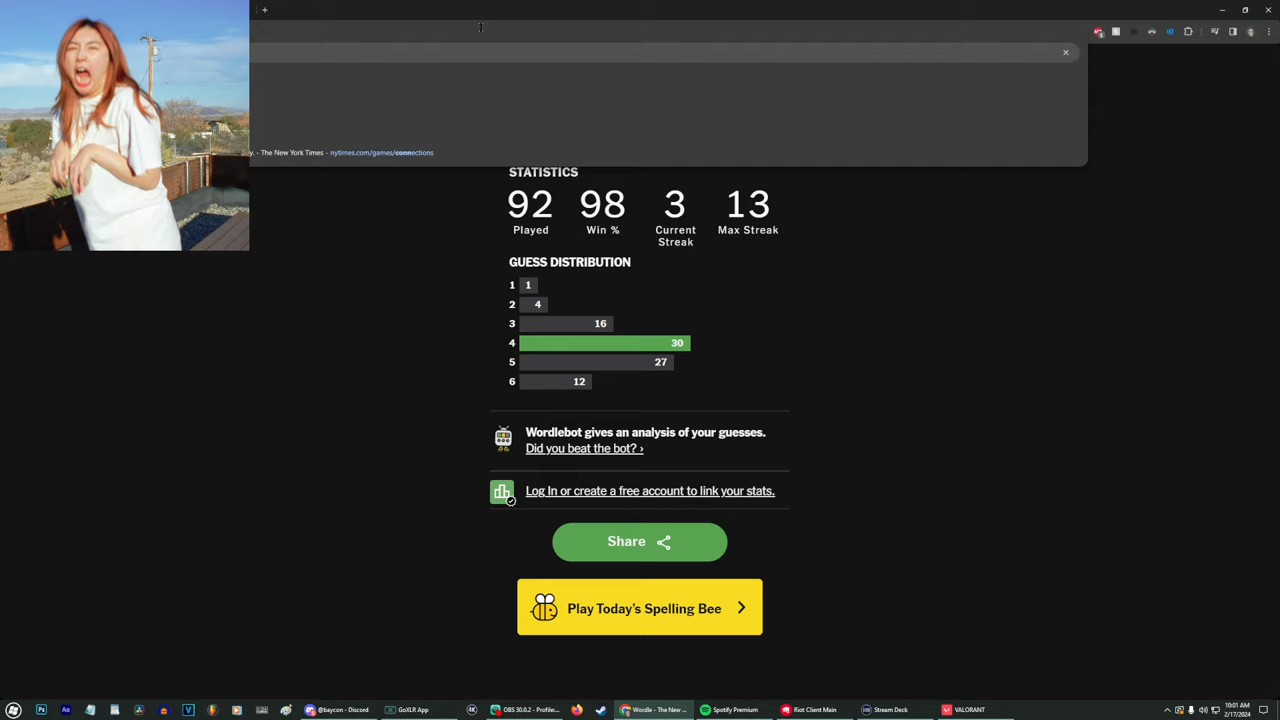 y. - The New York Times - nytimes.com/games/connections
STATISTICS
92 98 3 13
Played Win % Current Streak Max Streak
GUESS DISTRIBUTION
1 1
2 4
3 16
4 30
5 27
6 12
Wordlebot gives an analysis of your guesses.
Did you beat the bot? ›
Log In or create a free account to link your stats.
Share
Play Today's Spelling Bee
@baycon - Discord
GoXLR App
OBS 30.0.2 - Profile:...
Wordle - The New ...
Spotify Premium
Riot Client Main
Stream Deck
VALORANT
10:01 AM
2/17/2024